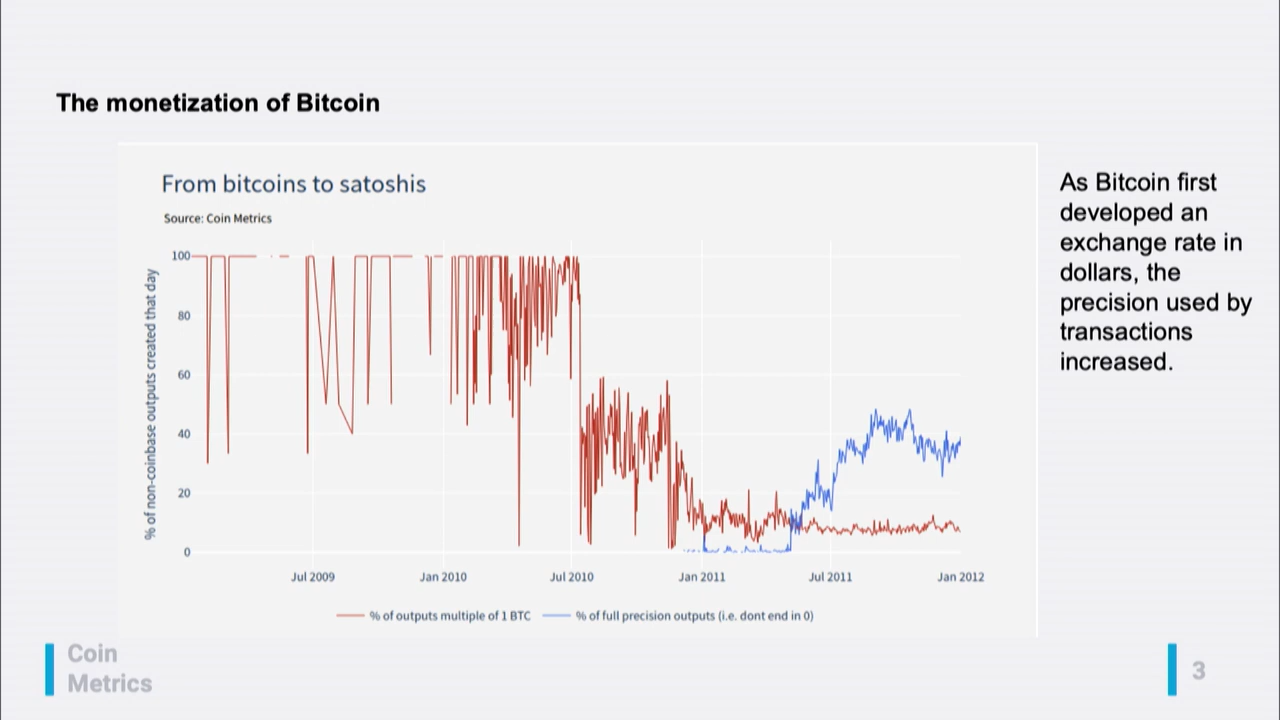 The monetization of Bitcoin
From bitcoins to satoshis
Source: Coin Metrics
% of non-coinbase outputs created that day
100
80
60
40
20
0
Jul 2009
Jan 2010
Jul 2010
Jan 2011
Jul 2011
Jan 2012
% of outputs multiple of 1 BTC
% of full precision outputs (i.e. dont end in 0)
As Bitcoin first
developed an
exchange rate in
dollars, the
precision used by
transactions
increased.
Coin
Metrics
3